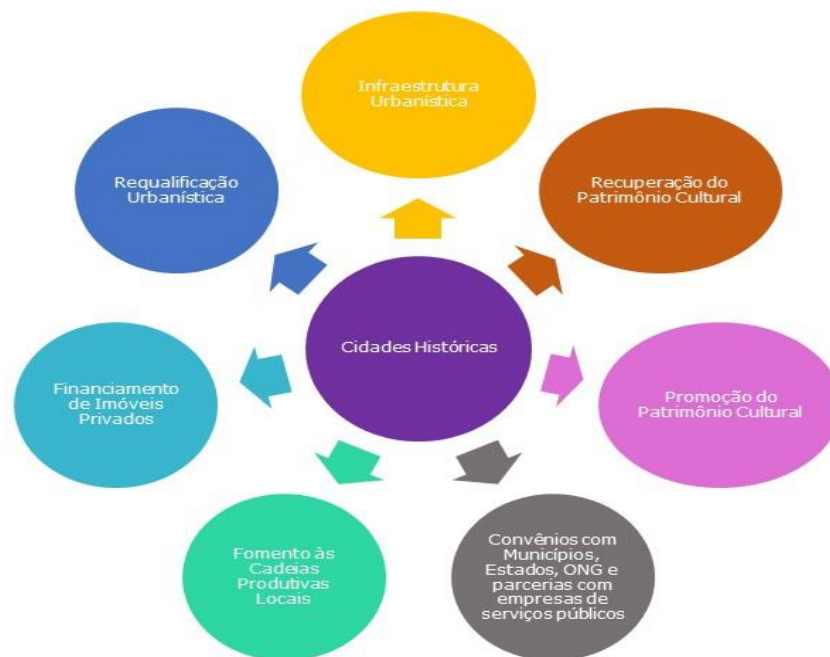 Infraestrutura
Urbanística
Requalificação
Urbanística
Recuperação do
Patrimônio Cultural
Cidades Históricas
Financiamento
de Imóveis
Privados
Promoção do
Patrimônio Cultural
Fomento às
Cadeias
Produtivas
Locais
Convênios com
Municípios,
Estados, ONG e
parcerias com
empresas de
serviços públicos